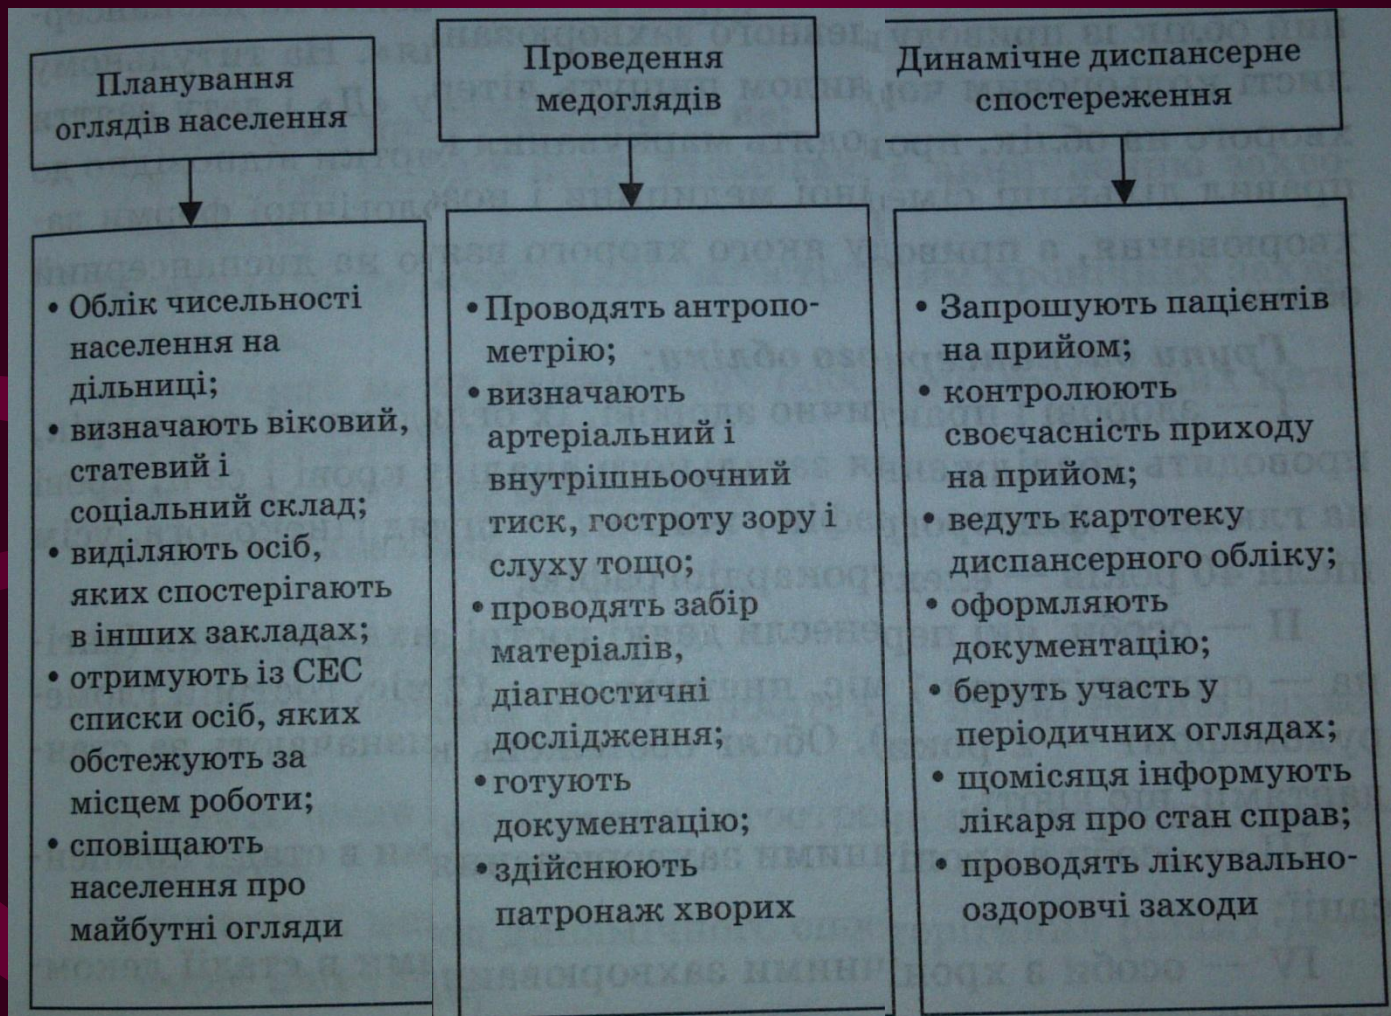 Планування
оглядів населення
• Облік чисельності
населення на
дільниці;
• визначають віковий,
статевий і
соціальний склад;
• виділяють осіб,
яких спостерігають
в інших закладах;
• отримують із СЕС
списки осіб, яких
обстежують за
місцем роботи;
• сповіщають
населення про
майбутні огляди
Проведення
медоглядів
• Проводять антропо-
метрію;
• визначають
артеріальний і
внутрішньоочний
тиск, гостроту зору і
слуху тощо;
• проводять забір
матеріалів,
діагностичні
дослідження;
• готують
документацію;
• здійснюють
патронаж хворих
Динамічне диспансерне
спостереження
• Запрошують пацієнтів
на прийом;
• контролюють
своєчасність приходу
на прийом;
• ведуть картотеку
диспансерного обліку;
• оформляють
документацію;
• беруть участь у
періодичних оглядах;
• щомісяця інформують
лікаря про стан справ;
• проводять лікувально-
оздоровчі заходи